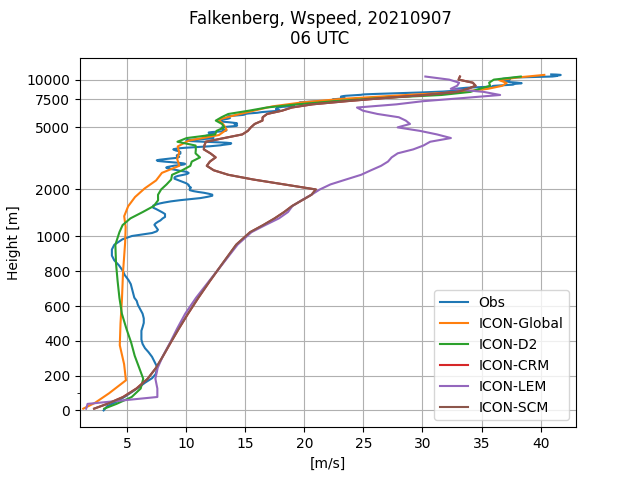 Falkenberg, Wspeed, 20210907
06 UTC
10000
7500
5000
2000
1000
800
600
400
200
0
Height [m]
5 10 15 20 25 30 35 40
[m/s]
Obs
ICON-Global
ICON-D2
ICON-CRM
ICON-LEM
ICON-SCM